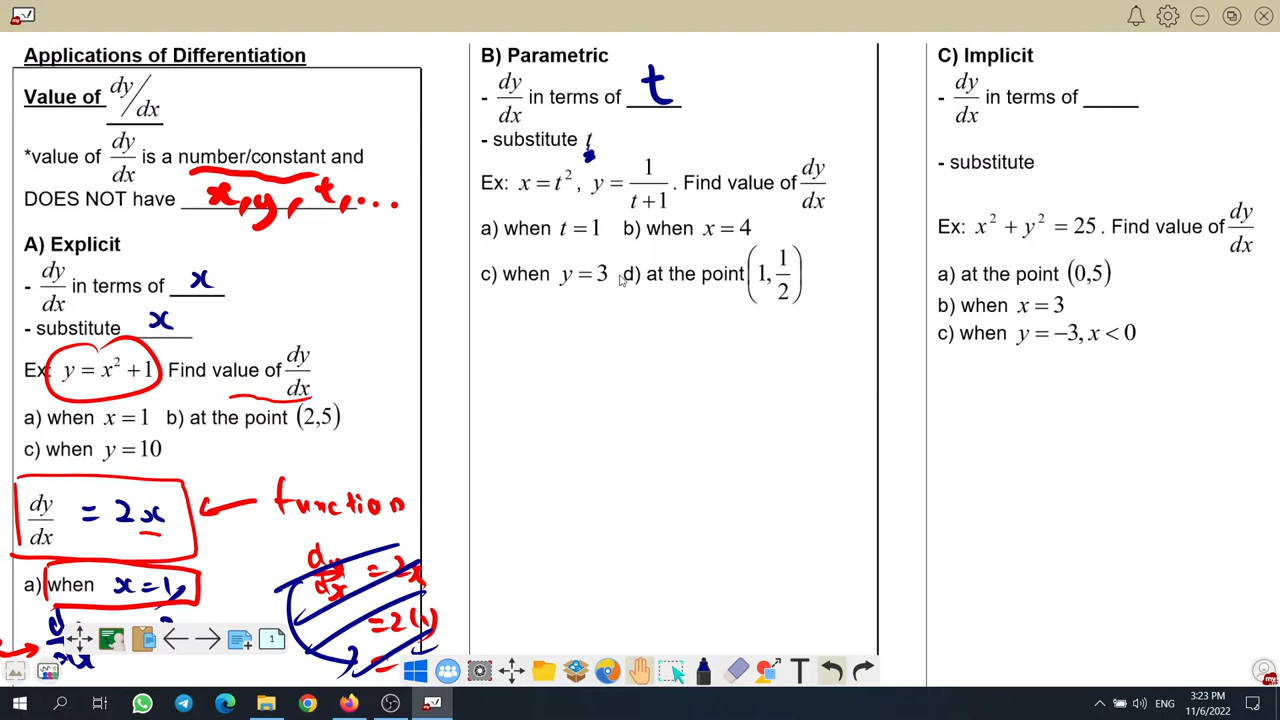 Applications of Differentiation
Value of dy/dx
*value of dy/dx is a number/constant and
DOES NOT have x, y, t, ...
A) Explicit
- dy/dx in terms of x
- substitute x
Ex: y = x² + 1 Find value of dy/dx
a) when x = 1 b) at the point (2,5)
c) when y = 10
dy/dx = 2x ← function
a) when x = 1,
dy/dx = 2x
= 2(1)
B) Parametric
- dy/dx in terms of t
- substitute t
Ex: x = t², y = 1/(t+1). Find value of dy/dx
a) when t = 1 b) when x = 4
c) when y = 3 d) at the point (1, 1/2)
C) Implicit
- dy/dx in terms of ____
- substitute
Ex: x² + y² = 25. Find value of dy/dx
a) at the point (0,5)
b) when x = 3
c) when y = −3, x < 0
1
T
ENG
3:23 PM
11/6/2022